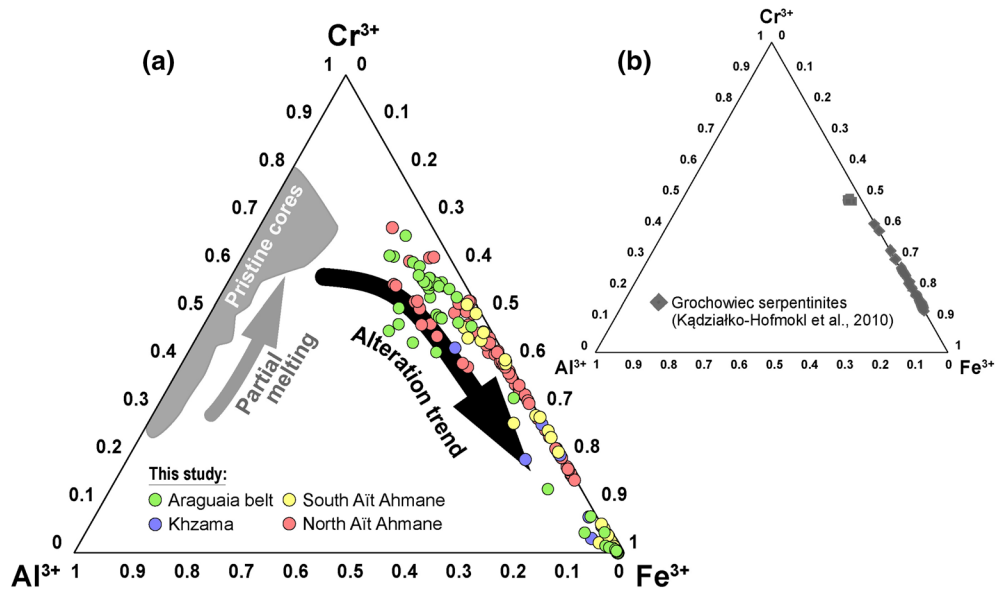 (a)
Cr³⁺
1 0
0.9 0.1
0.8 0.2
0.7 0.3
0.6 0.4
0.5 0.5
0.4 0.6
0.3 0.7
0.2 0.8
0.1 0.9
0 1
Al³⁺ 1 0.9 0.8 0.7 0.6 0.5 0.4 0.3 0.2 0.1 0 Fe³⁺
Pristine cores
Partial
melting
Alteration trend
This study:
Araguaia belt
South Aït Ahmane
Khzama
North Aït Ahmane
(b)
Cr³⁺
1 0
0.9 0.1
0.8 0.2
0.7 0.3
0.6 0.4
0.5 0.5
0.4 0.6
0.3 0.7
0.2 0.8
0.1 0.9
0 1
Al³⁺ 1 0.9 0.8 0.7 0.6 0.5 0.4 0.3 0.2 0.1 0 Fe³⁺
Grochowiec serpentinites
(Kądziałko-Hofmokl et al., 2010)